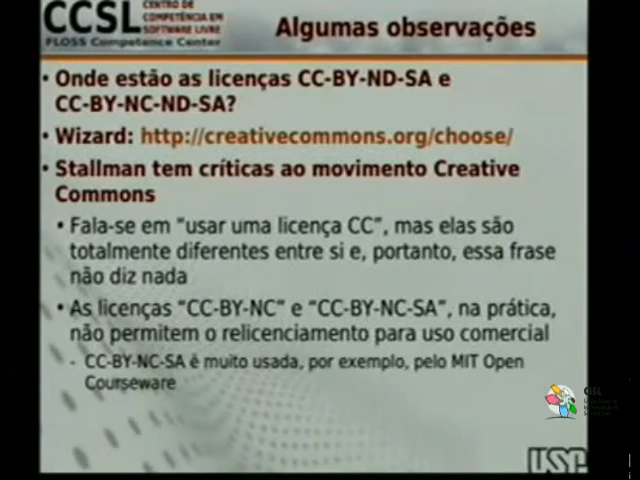 CCSL
CENTRO DE
COMPETÊNCIA EM
SOFTWARE LIVRE
FLOSS Competence Center
Algumas observações
• Onde estão as licenças CC-BY-ND-SA e
CC-BY-NC-ND-SA?
• Wizard: http://creativecommons.org/choose/
• Stallman tem críticas ao movimento Creative
Commons
• Fala-se em "usar uma licença CC", mas elas são
totalmente diferentes entre si e, portanto, essa frase
não diz nada
• As licenças "CC-BY-NC" e "CC-BY-NC-SA", na prática,
não permitem o relicenciamento para uso comercial
- CC-BY-NC-SA é muito usada, por exemplo, pelo MIT Open
Courseware
CCSL
USP